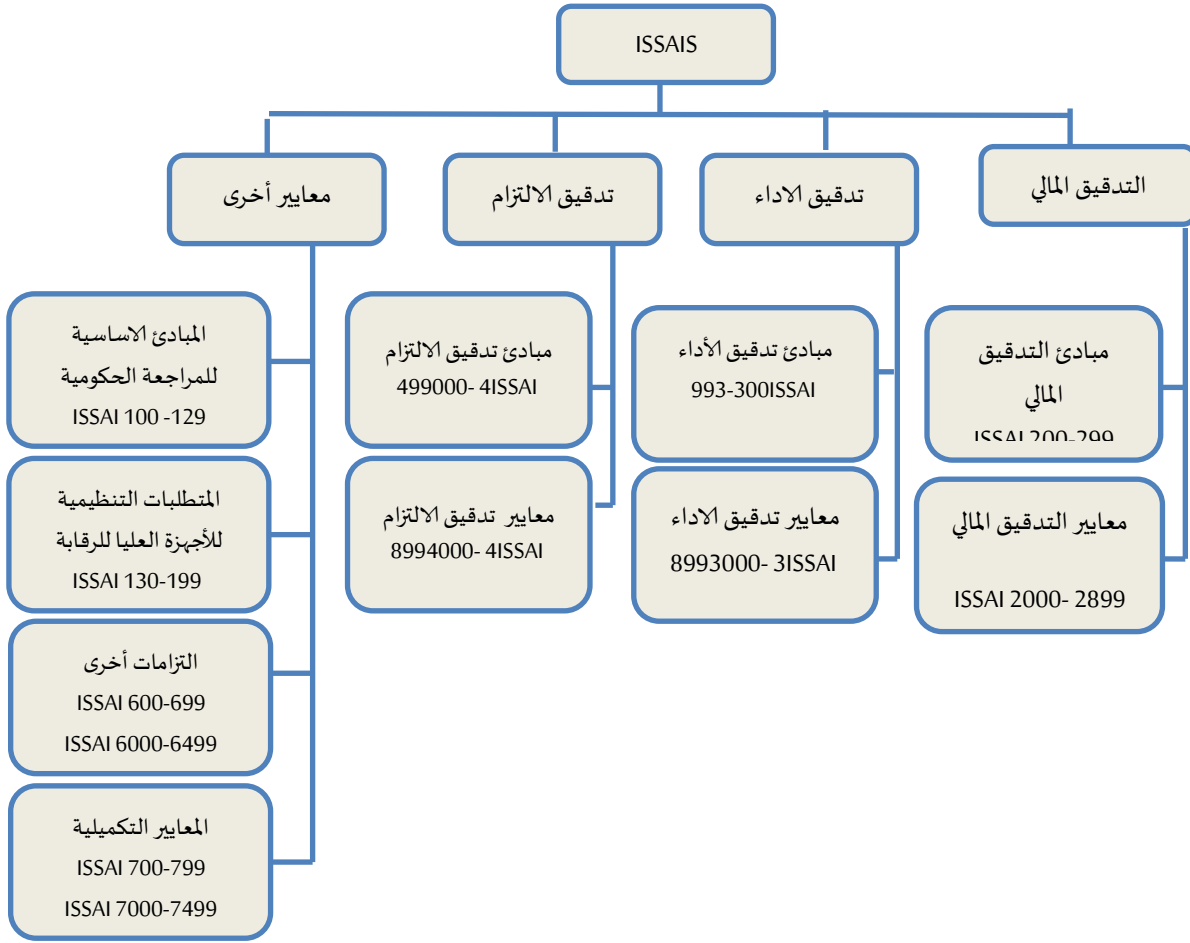 ISSAIS
التدقيق المالي
تدقيق الاداء
تدقيق الالتزام
معايير أخرى
مبادئ التدقيق
المالي
ISSAI 200-299
معايير التدقيق المالي
ISSAI 2000- 2899
مبادئ تدقيق الأداء
993-300ISSAI
معايير تدقيق الاداء
8993000- 3ISSAI
مبادئ تدقيق الالتزام
499000- 4ISSAI
معايير تدقيق الالتزام
8994000- 4ISSAI
المبادئ الاساسية
للمراجعة الحكومية
ISSAI 100 -129
المتطلبات التنظيمية
للأجهزة العليا للرقابة
ISSAI 130-199
التزامات أخرى
ISSAI 600-699
ISSAI 6000-6499
المعايير التكميلية
ISSAI 700-799
ISSAI 7000-7499